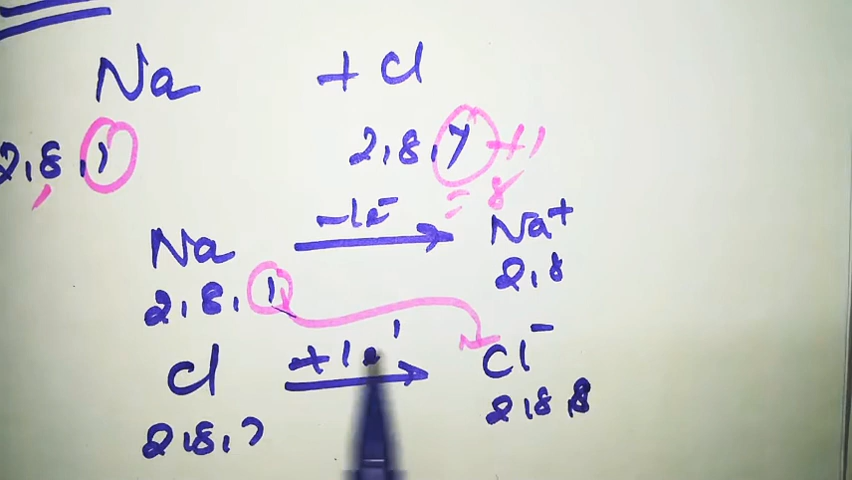 Na + Cl
2,8,1 2,8,7 +1
= 8
Na -1e⁻ Na⁺
2,8,1 2,8
Cl +1e⁻ Cl⁻
2,8,7 2,8,8